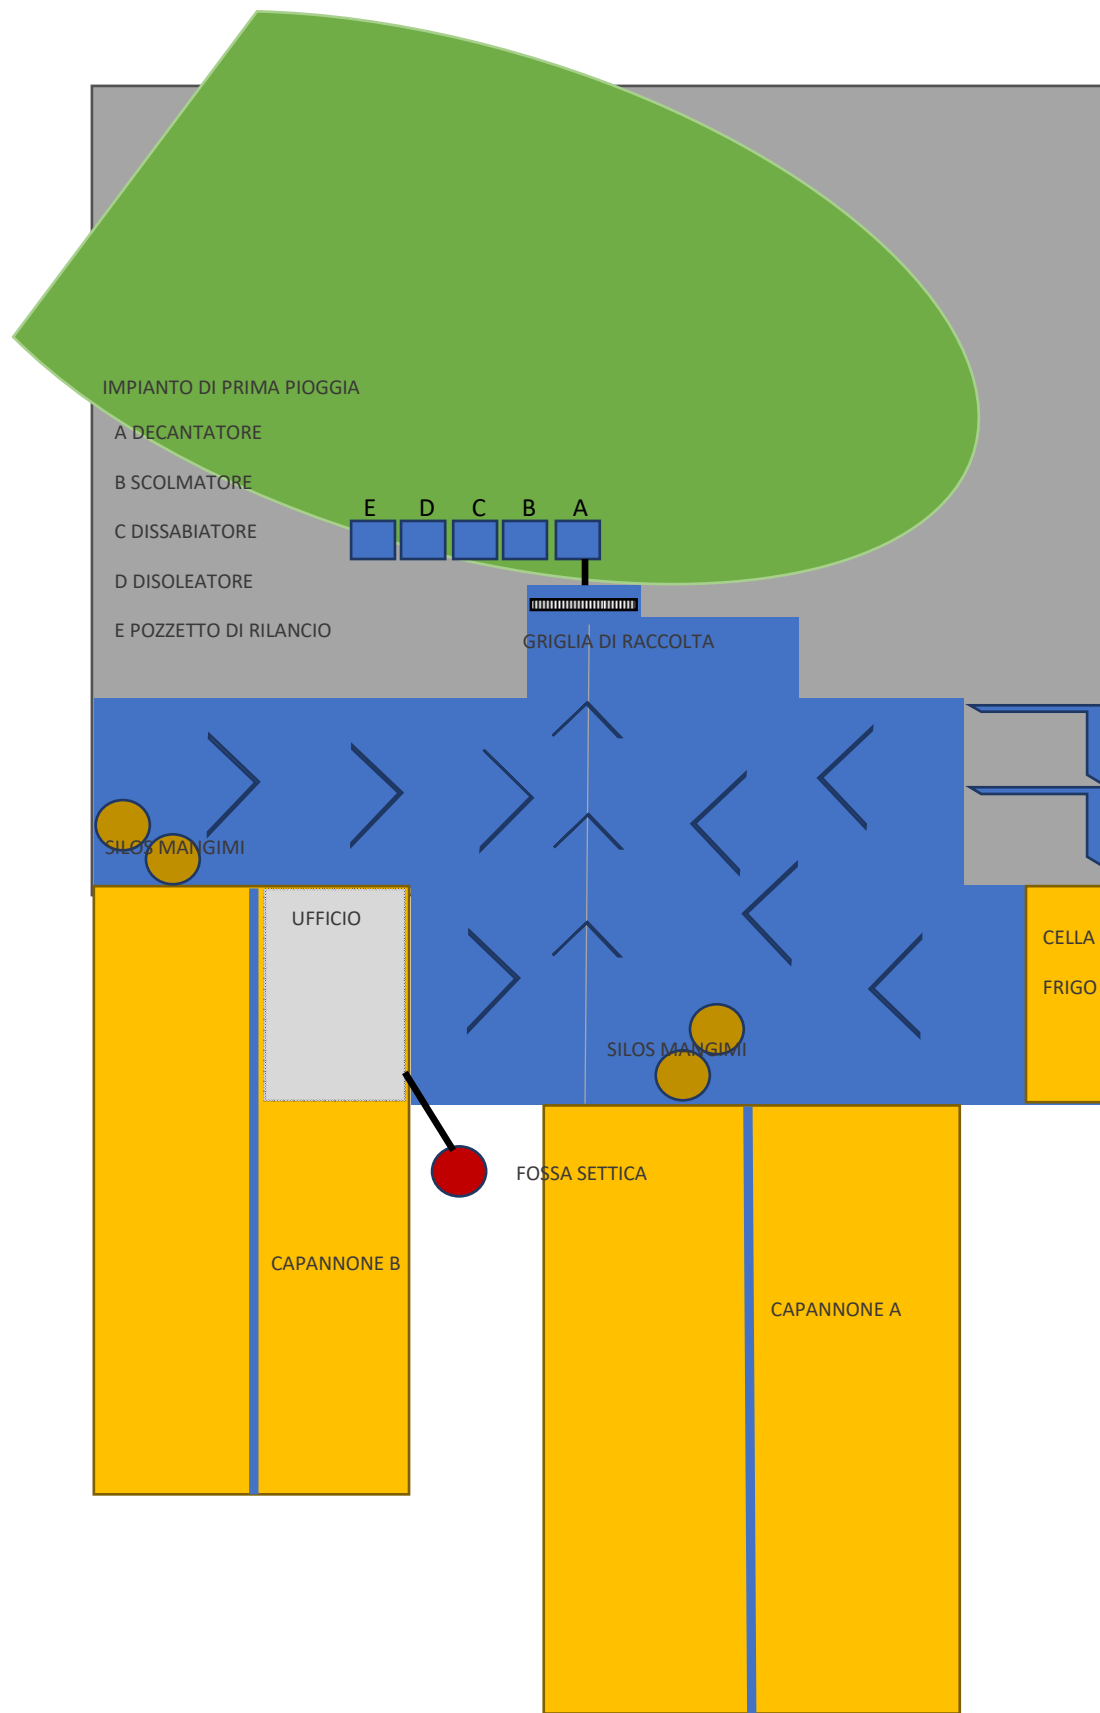 IMPIANTO DI PRIMA PIOGGIA
A DECANTATORE
B SCOLMATORE
E D C B A
C DISSABIATORE
D DISOLEATORE
E POZZETTO DI RILANCIO
GRIGLIA DI RACCOLTA
SILOS MANGIMI
UFFICIO
CELLA
FRIGO
SILOS MANGIMI
FOSSA SETTICA
CAPANNONE B
CAPANNONE A